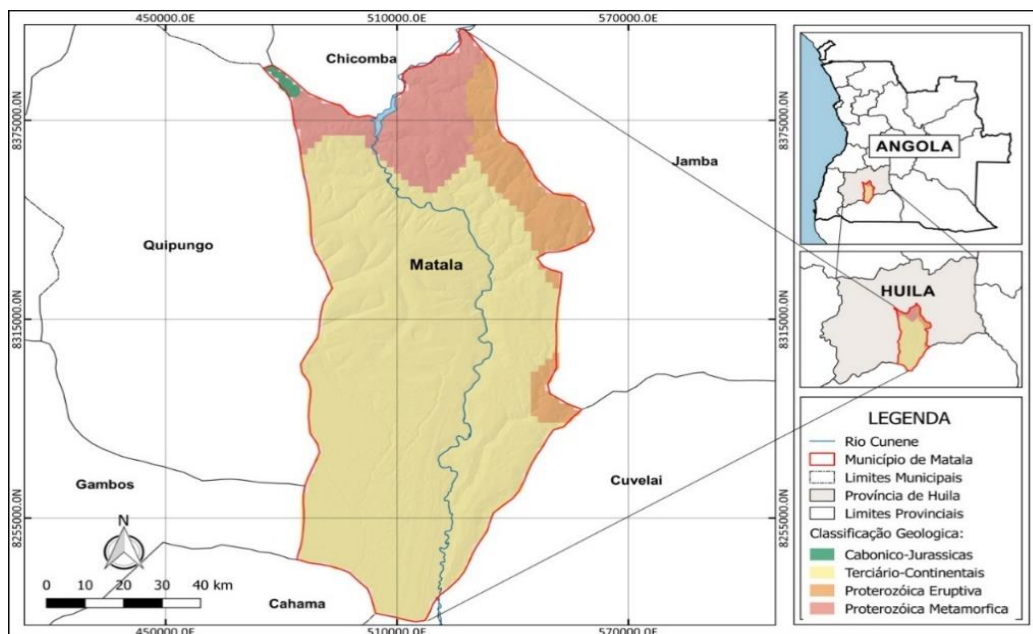 450000.0E 510000.0E 570000.0E
Chicomba
8375000.0N 8375000.0N
Jamba
Quipungo
Matala
8315000.0N 8315000.0N
Gambos
Cuvelai
8255000.0N 8255000.0N
N
0 10 20 30 40 km
Cahama
450000.0E 510000.0E 570000.0E
ANGOLA
HUILA
LEGENDA
Rio Cunene
Município de Matala
Limites Municipais
Província de Huila
Limites Provinciais
Classificação Geologica:
Cabonico-Jurassicas
Terciário-Continentais
Proterozóica Eruptiva
Proterozóica Metamorfica